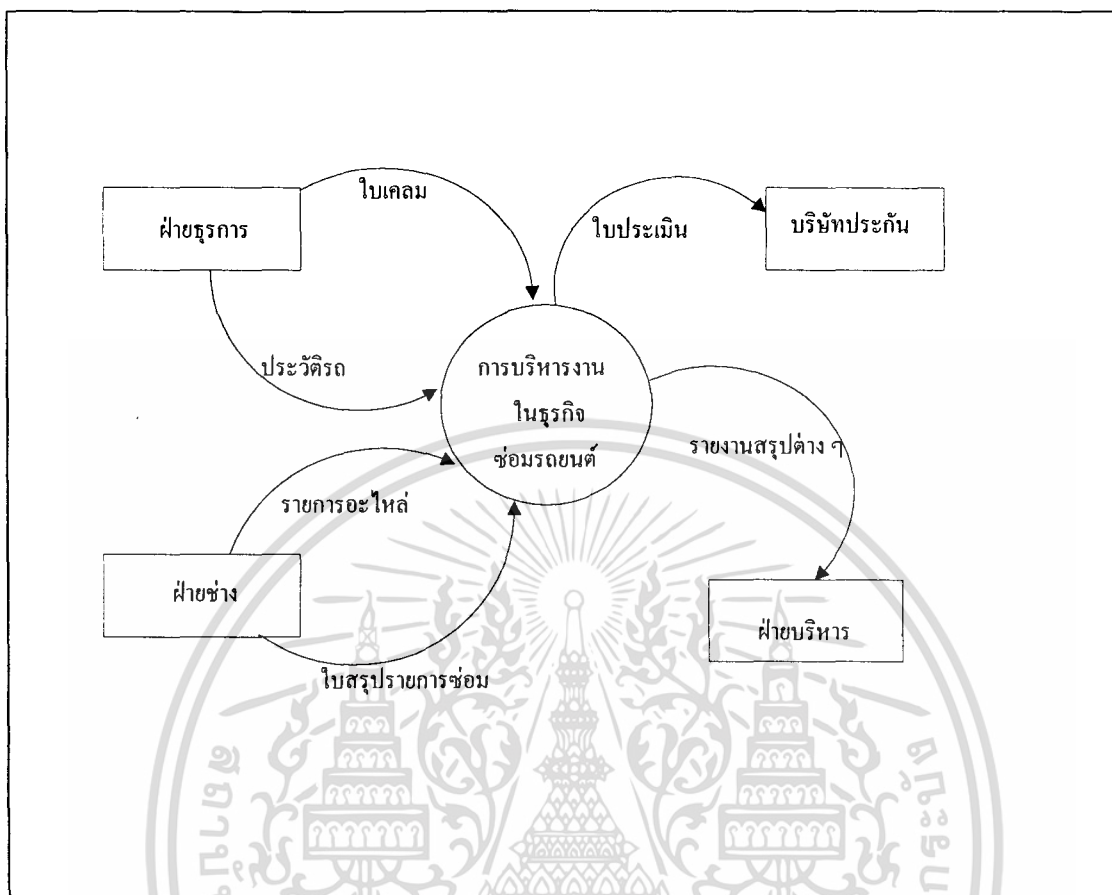 ใบเคลม
ฝ่ายธุรการ
ใบประเมิน
บริษัทประกัน
ประวัติรถ
การบริหารงาน
ในธุรกิจ
ซ่อมรถยนต์
รายงานสรุปต่าง ๆ
รายการอะไหล่
ฝ่ายช่าง
ฝ่ายบริหาร
ใบสรุปรายการซ่อม